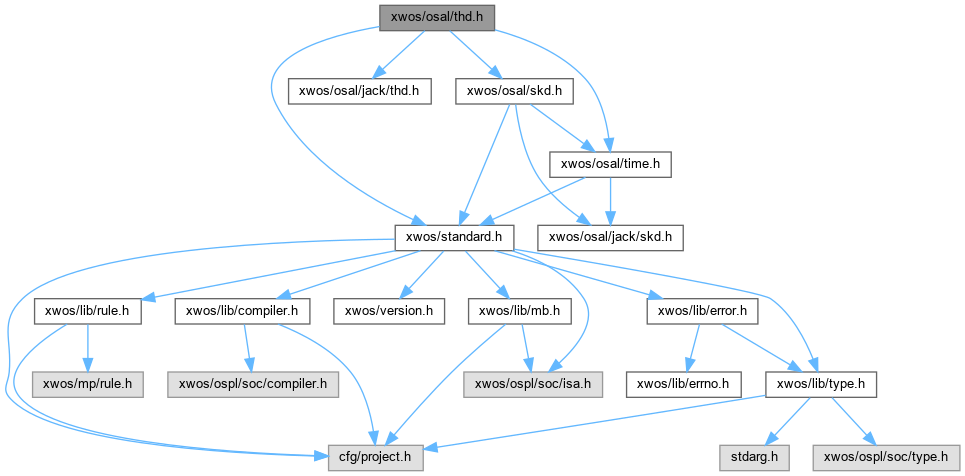 xwos/osal/thd.h
xwos/osal/jack/thd.h
xwos/osal/skd.h
xwos/osal/time.h
xwos/standard.h
xwos/osal/jack/skd.h
xwos/lib/rule.h
xwos/lib/compiler.h
xwos/version.h
xwos/lib/mb.h
xwos/lib/error.h
xwos/mp/rule.h
xwos/ospl/soc/compiler.h
xwos/ospl/soc/isa.h
xwos/lib/errno.h
xwos/lib/type.h
cfg/project.h
stdarg.h
xwos/ospl/soc/type.h